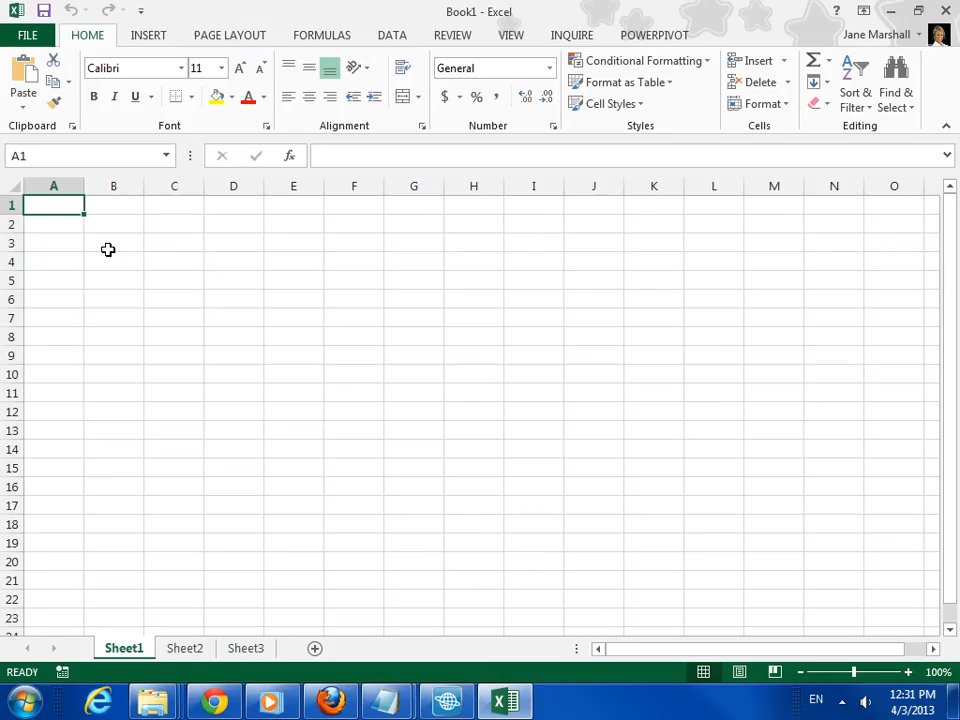 Book1 - Excel
FILE HOME INSERT PAGE LAYOUT FORMULAS DATA REVIEW VIEW INQUIRE POWERPIVOT Jane Marshall
Calibri 11 General Conditional Formatting Insert
Paste Format as Table Delete Sort & Find &
B I U A $ % , Cell Styles Format Filter Select
Clipboard Font Alignment Number Styles Cells Editing
A1 fx
A B C D E F G H I J K L M N O
1
2
3
4
5
6
7
8
9
10
11
12
13
14
15
16
17
18
19
20
21
22
23
24
Sheet1 Sheet2 Sheet3
READY 100%
EN 12:31 PM
4/3/2013